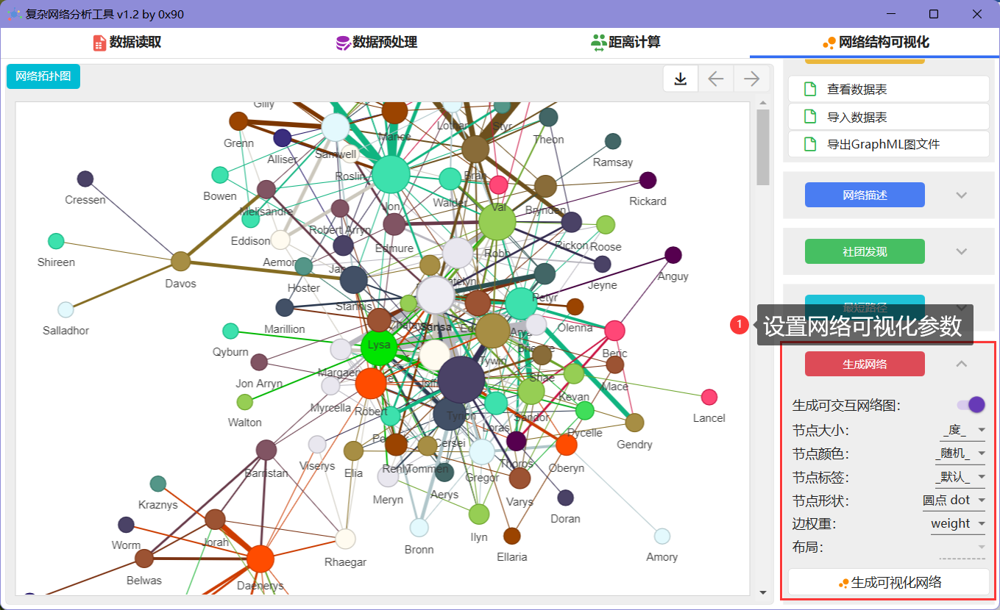 复杂网络分析工具 v1.2 by 0x90
数据读取
数据预处理
距离计算
网络结构可视化
网络拓扑图
查看数据表
导入数据表
导出GraphML图文件
网络描述
社团发现
最短路径
1
设置网络可视化参数
生成网络
生成可交互网络图:
节点大小: _度_
节点颜色: _随机_
节点标签: _默认_
节点形状: 圆点 dot
边权重: weight
布局:
生成可视化网络
Gilly
Grenn
Mance
Lothar
Styr
Theon
Alliser
Samwell
Ramsay
Roslin
Bran
Cressen
Bowen
Jon
Walder
Val
Brynden
Rickard
Melisandre
Robert Arryn
Eddison
Edmure
Robb
Rickon
Roose
Shireen
Aemon
Davos
Hoster
Jeyne
Anguy
Stannis
Petyr
Salladhor
Marillion
Sansa
Olenna
Lysa
Arya
Qyburn
Tywin
Beric
Jon Arryn
Shae
Mace
Myrcella
Robert
Kevan
Walton
Tyrion
Sandor
Lancel
Loras
Pycelle
Cersei
Gendry
Viserys
Elia
Renly
Tommen
Thoros
Oberyn
Barristan
Gregor
Meryn
Aerys
Varys
Kraznys
Doran
Ilyn
Worm
Jorah
Bronn
Ellaria
Amory
Rhaegar
Belwas
Daenerys